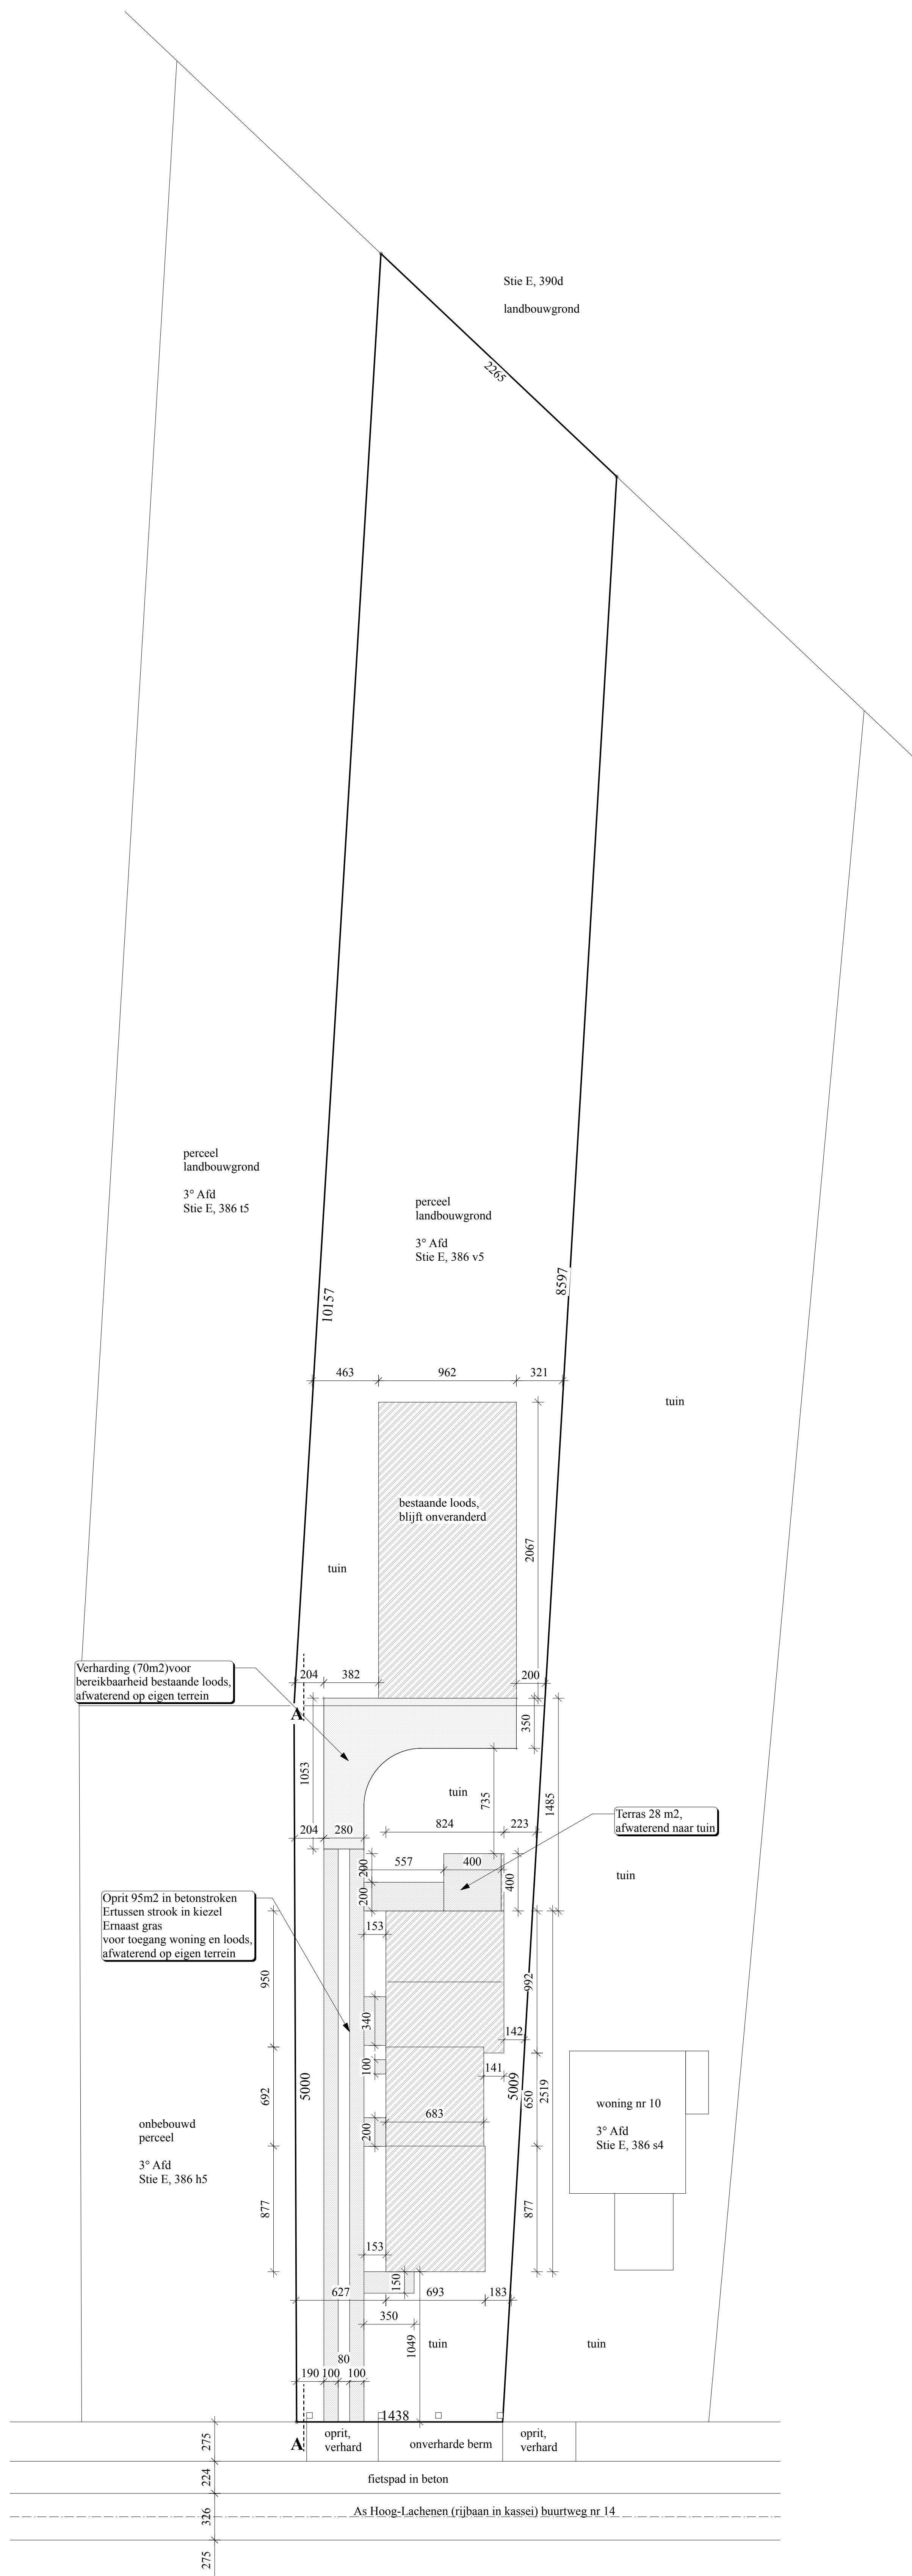 Stie E, 390d
landbouwgrond
2265
perceel
landbouwgrond
3° Afd
Stie E, 386 t5
perceel
landbouwgrond
3° Afd
Stie E, 386 v5
10157
8597
463
962
321
tuin
bestaande loods,
blijft onveranderd
2067
tuin
Verharding (70m2)voor
bereikbaarheid bestaande loods,
afwaterend op eigen terrein
204
382
200
A
350
1053
tuin
735
1485
Terras 28 m2,
afwaterend naar tuin
204
280
824
223
557
400
200
200
400
tuin
Oprit 95m2 in betonstroken
Ertussen strook in kiezel
Ernaast gras
voor toegang woning en loods,
afwaterend op eigen terrein
153
950
992
340
142
100
141
5000
5009
692
650
2519
683
200
woning nr 10
3° Afd
Stie E, 386 s4
onbebouwd
perceel
3° Afd
Stie E, 386 h5
877
877
153
150
627
693
183
350
1049
tuin
tuin
80
190
100
100
1438
A
oprit,
verhard
onverharde berm
oprit,
verhard
275
fietspad in beton
224
As Hoog-Lachenen (rijbaan in kassei) buurtweg nr 14
326
275